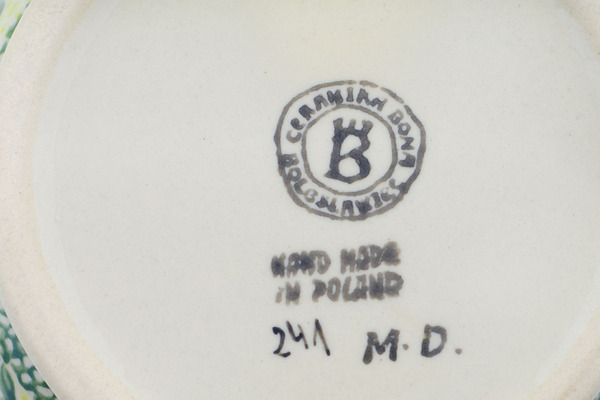 CERAMIKA BONA
BOLESŁAWIEC
B
HAND MADE
IN POLAND
241 M.D.